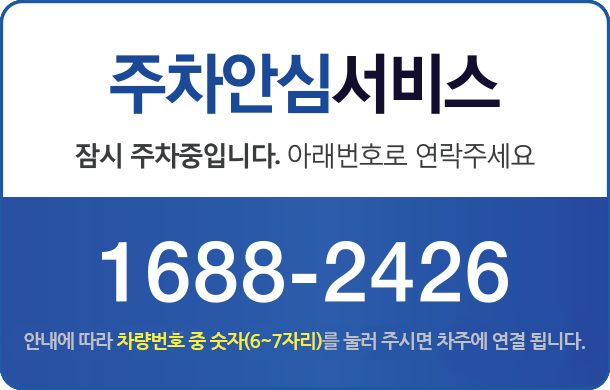 주차안심서비스
잠시 주차중입니다. 아래번호로 연락주세요
1688-2426
안내에 따라 차량번호 중 숫자(6~7자리)를 눌러 주시면 차주에 연결 됩니다.